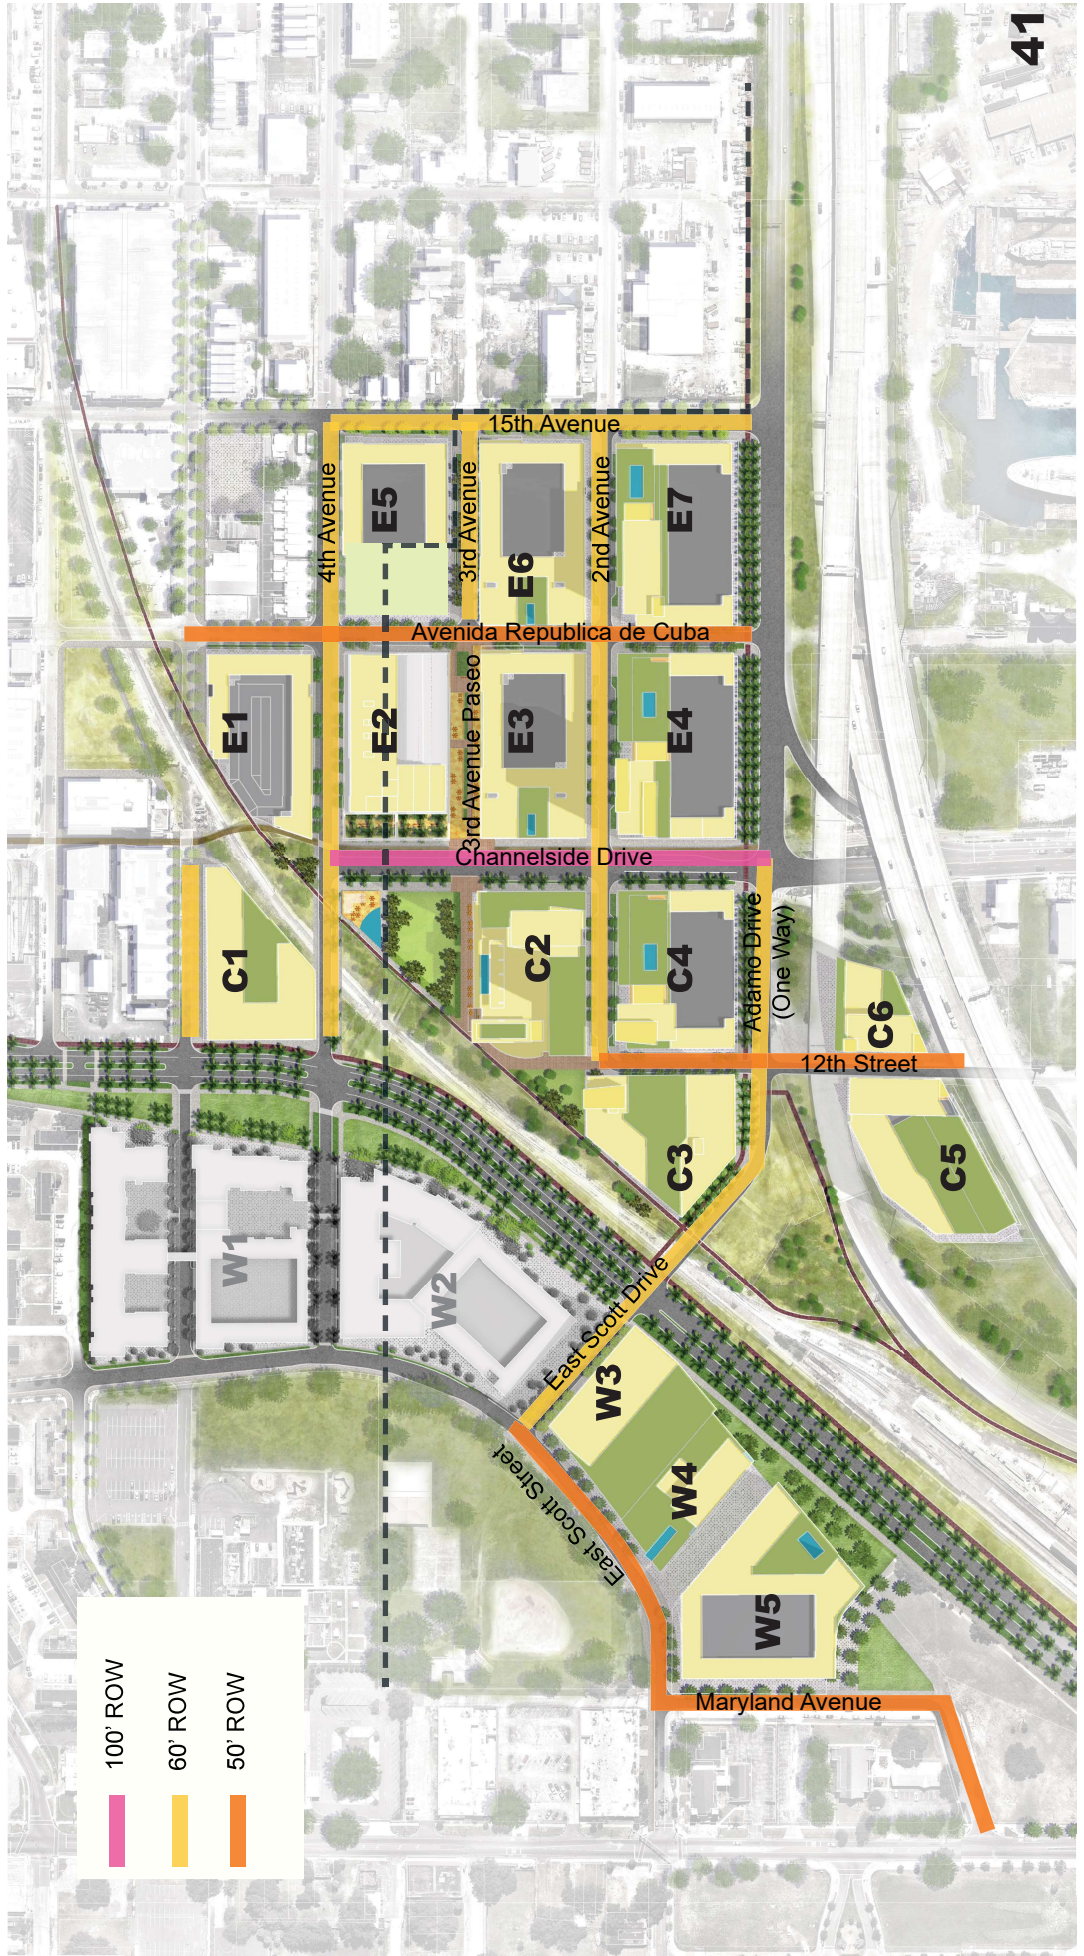 41
15th Avenue
4th Avenue
E5
3rd Avenue
E6
2nd Avenue
E7
Avenida Republica de Cuba
E1
E2
3rd Avenue Paseo
E3
E4
Channelside Drive
C1
C2
C4
Adamo Drive
(One Way)
C6
12th Street
C3
C5
W1
W2
East Scott Drive
W3
East Scott Street
W4
W5
Maryland Avenue
100' ROW
60' ROW
50' ROW